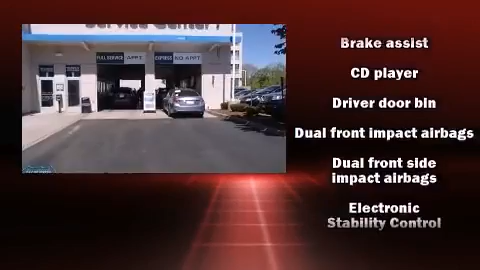 Service Center
FULL SERVICE APPT.
EXPRESS NO APPT.
Brake assist
CD player
Driver door bin
Dual front impact airbags
Dual front side
impact airbags
Electronic
Stability Control